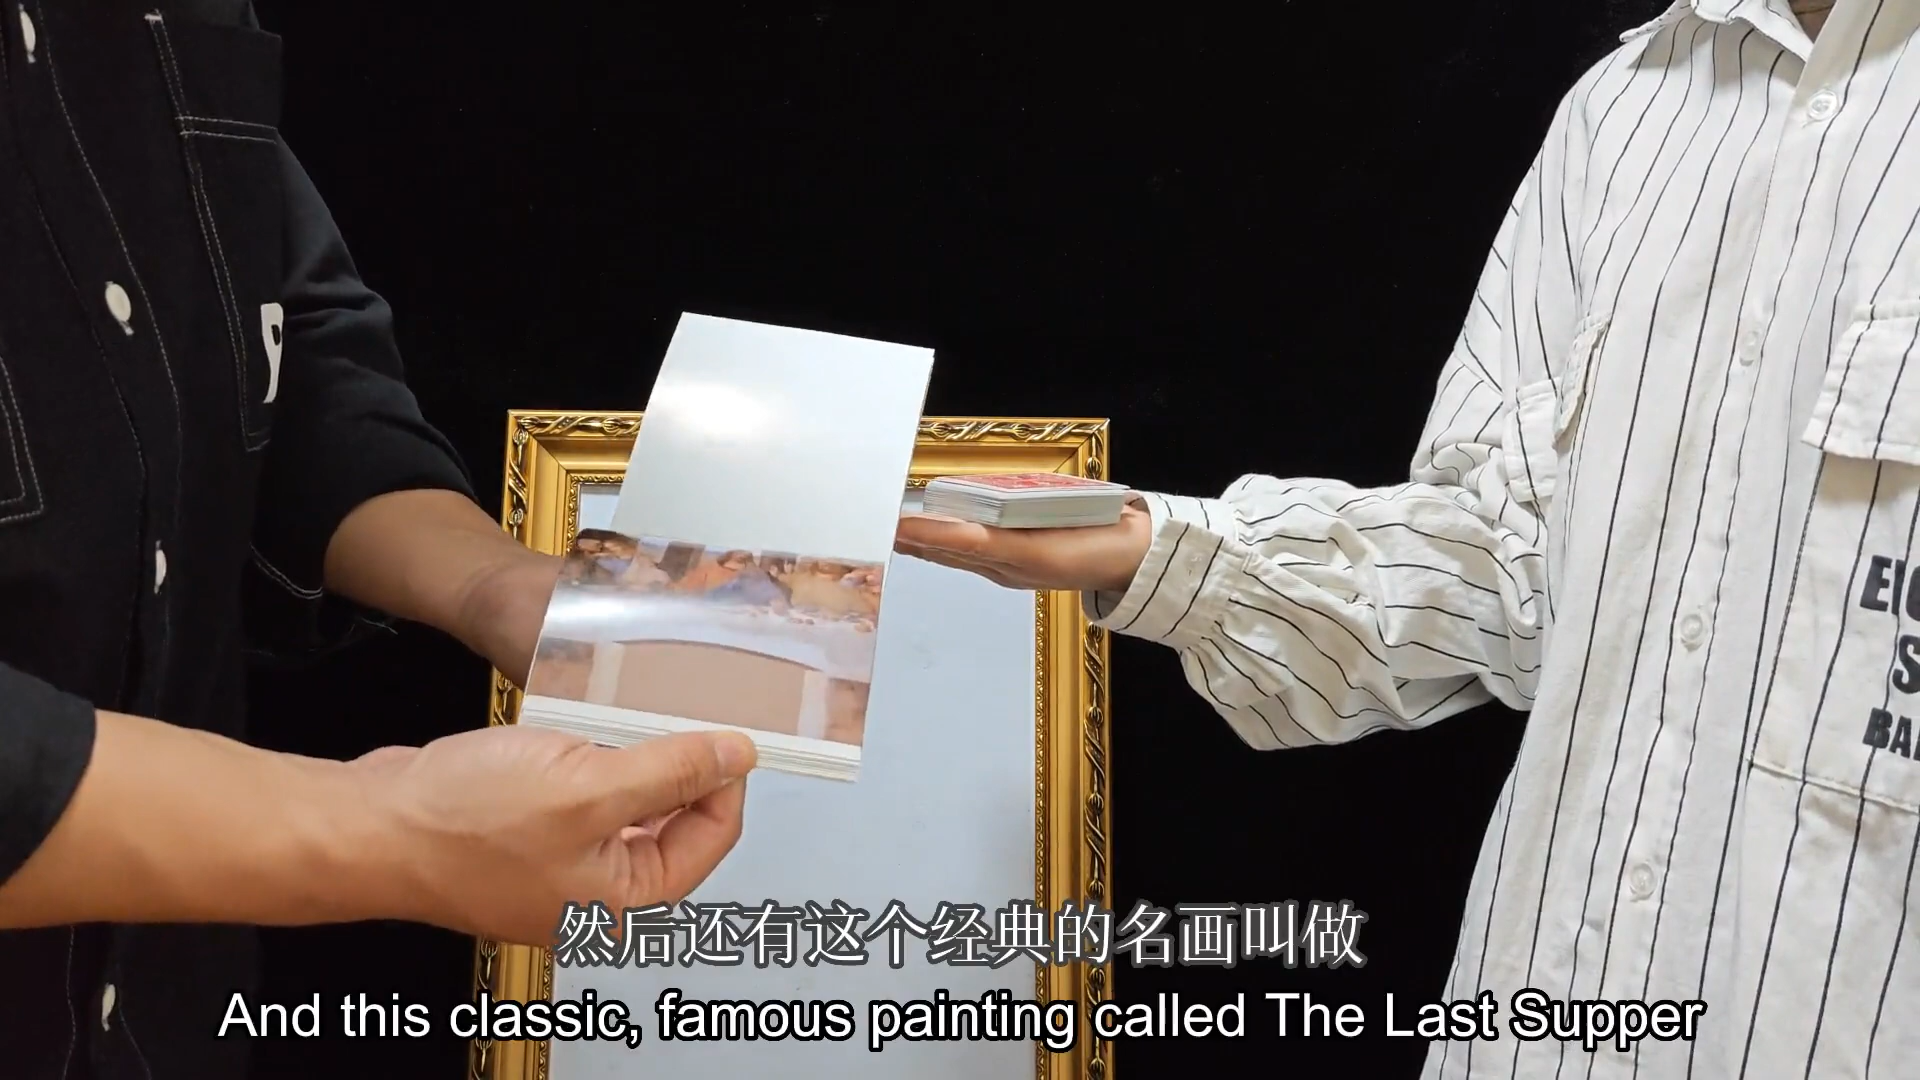 然后还有这个经典的名画叫做
And this classic, famous painting called The Last Supper